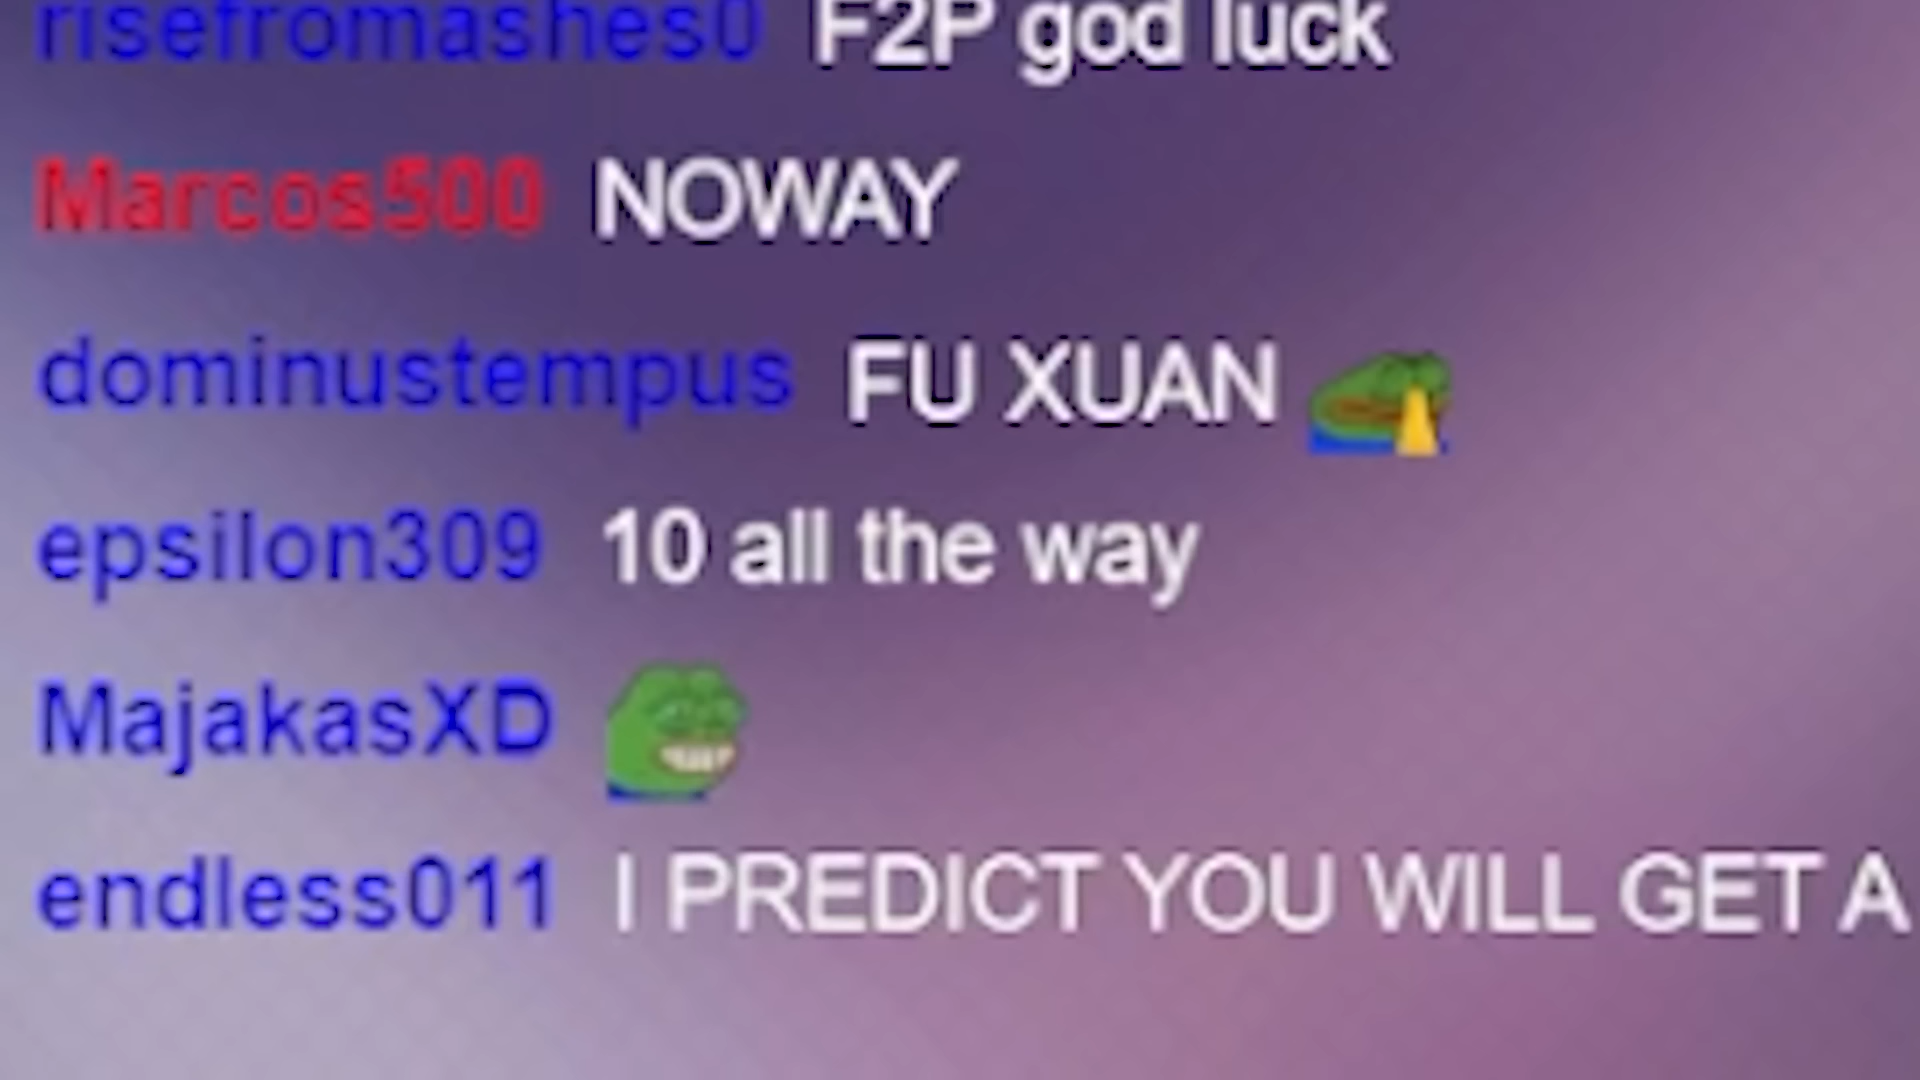 risefromashes0 F2P god luck
Marcos500 NOWAY
dominustempus FU XUAN
epsilon309 10 all the way
MajakasXD
endless011 I PREDICT YOU WILL GET A